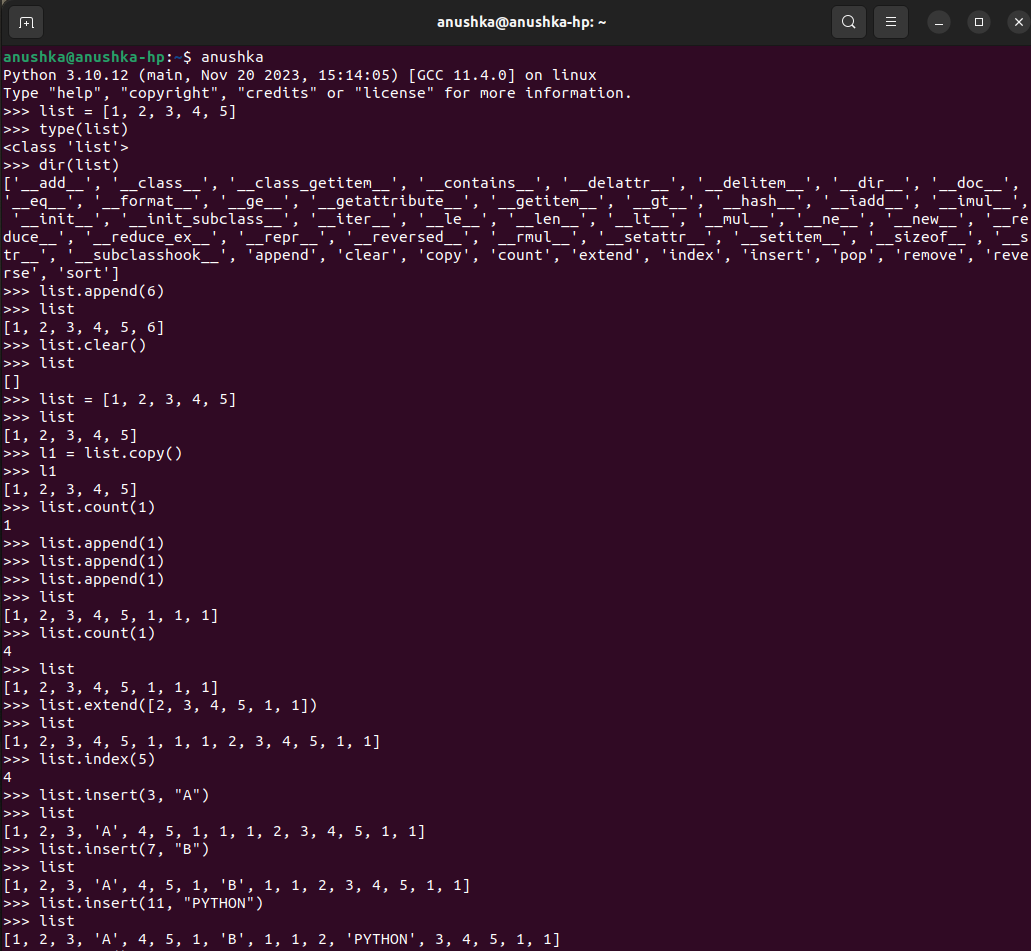 anushka@anushka-hp: ~
anushka@anushka-hp:~$ anushka
Python 3.10.12 (main, Nov 20 2023, 15:14:05) [GCC 11.4.0] on linux
Type "help", "copyright", "credits" or "license" for more information.
>>> list = [1, 2, 3, 4, 5]
>>> type(list)
<class 'list'>
>>> dir(list)
['__add__', '__class__', '__class_getitem__', '__contains__', '__delattr__', '__delitem__', '__dir__', '__doc__',
'__eq__', '__format__', '__ge__', '__getattribute__', '__getitem__', '__gt__', '__hash__', '__iadd__', '__imul__',
'__init__', '__init_subclass__', '__iter__', '__le__', '__len__', '__lt__', '__mul__', '__ne__', '__new__', '__re
duce__', '__reduce_ex__', '__repr__', '__reversed__', '__rmul__', '__setattr__', '__setitem__', '__sizeof__', '__s
tr__', '__subclasshook__', 'append', 'clear', 'copy', 'count', 'extend', 'index', 'insert', 'pop', 'remove', 'reve
rse', 'sort']
>>> list.append(6)
>>> list
[1, 2, 3, 4, 5, 6]
>>> list.clear()
>>> list
[]
>>> list = [1, 2, 3, 4, 5]
>>> list
[1, 2, 3, 4, 5]
>>> l1 = list.copy()
>>> l1
[1, 2, 3, 4, 5]
>>> list.count(1)
1
>>> list.append(1)
>>> list.append(1)
>>> list.append(1)
>>> list
[1, 2, 3, 4, 5, 1, 1, 1]
>>> list.count(1)
4
>>> list
[1, 2, 3, 4, 5, 1, 1, 1]
>>> list.extend([2, 3, 4, 5, 1, 1])
>>> list
[1, 2, 3, 4, 5, 1, 1, 1, 2, 3, 4, 5, 1, 1]
>>> list.index(5)
4
>>> list.insert(3, "A")
>>> list
[1, 2, 3, 'A', 4, 5, 1, 1, 1, 2, 3, 4, 5, 1, 1]
>>> list.insert(7, "B")
>>> list
[1, 2, 3, 'A', 4, 5, 1, 'B', 1, 1, 2, 3, 4, 5, 1, 1]
>>> list.insert(11, "PYTHON")
>>> list
[1, 2, 3, 'A', 4, 5, 1, 'B', 1, 1, 2, 'PYTHON', 3, 4, 5, 1, 1]